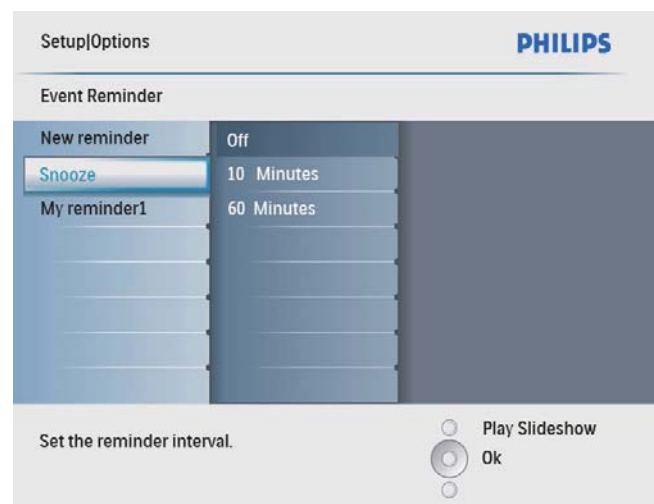 Setup|Options
PHILIPS
Event Reminder
New reminder
Off
Snooze
10 Minutes
My reminder1
60 Minutes
Set the reminder interval.
Play Slideshow
Ok